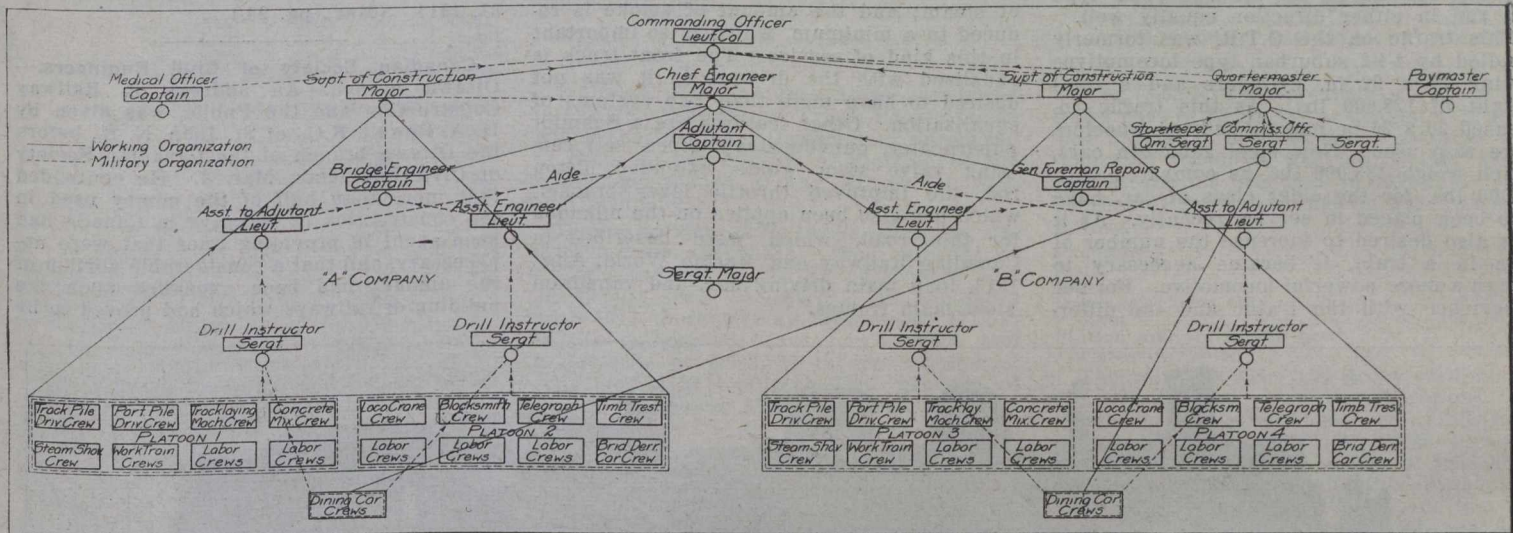 Commanding Officer
Lieut Col
Medical Officer
Captain
Supt of Construction
Major
Chief Engineer
Major
Supt of Construction
Major
Quartermaster
Major
Paymaster
Captain
Working Organization
Military Organization
Adjutant
Captain
Storekeeper
Qm Sergt
Commiss Offr.
Sergt
Sergt.
Bridge Engineer
Captain
Aide
Aide
Gen Foreman Repairs
Captain
Asst to Adjutant
Lieut.
Asst. Engineer
Lieut.
Asst. Engineer
Lieut.
Asst to Adjutant
Lieut.
"A" COMPANY
Sergt Major
"B" COMPANY
Drill Instructor
Sergt
Drill Instructor
Sergt.
Drill Instructor
Sergt
Drill Instructor
Sergt.
Track Pile
Driv Crew
Port Pile
Driv Crew
Tracklaying
Mach Crew
Concrete
Mix Crew
PLATOON 1
Steam Shov
Crew
Work Train
Crews
Labor
Crews
Labor
Crews
Loco Crane
Crew
Blacksmith
Crew
Telegraph
Crew
Timb Trest
Crew
PLATOON 2
Labor
Crews
Labor
Crews
Labor
Crews
Brid Derr.
Car Crew
Track Pile
Driv Crew
Port Pile
Driv Crew
Tracklay
Mach Crew
Concrete
Mix Crew
PLATOON 3
Steam Shov
Crew
Work Train
Crew
Labor
Crews
Labor
Crews
Loco Crane
Crew
Blacksm
Crew
Telegraph
Crew
Timb Trest
Crew
PLATOON 4
Labor
Crews
Labor
Crews
Labor
Crews
Brid Derr.
Car Crew
Dining Car
Crews
Dining Car
Crews